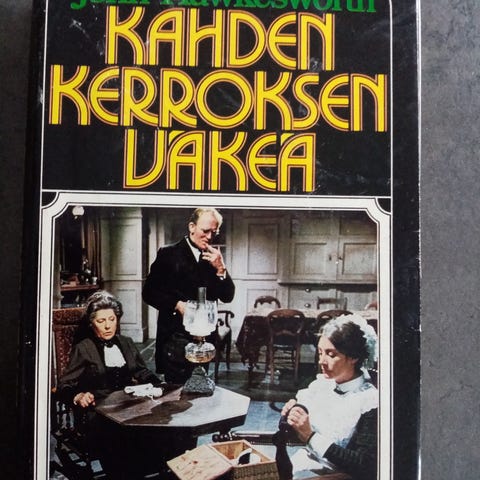 John Hawkesworth
KAHDEN
KERROKSEN
VÄKEÄ